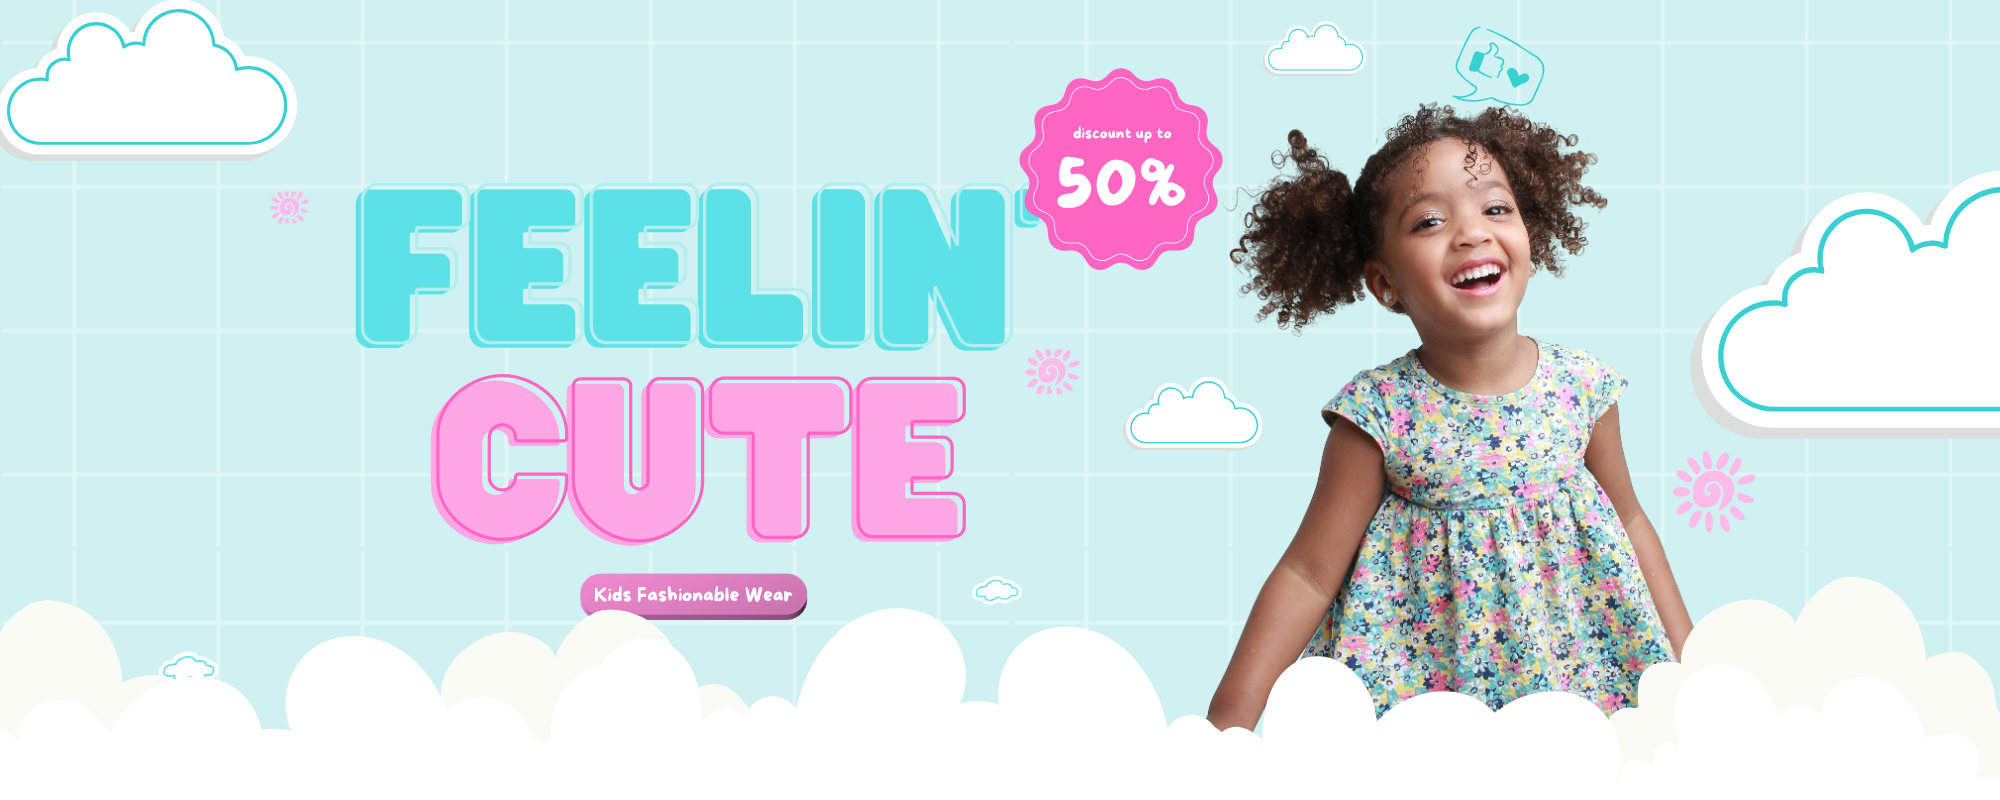 FEELIN'
CUTE
discount up to
50%
Kids Fashionable Wear